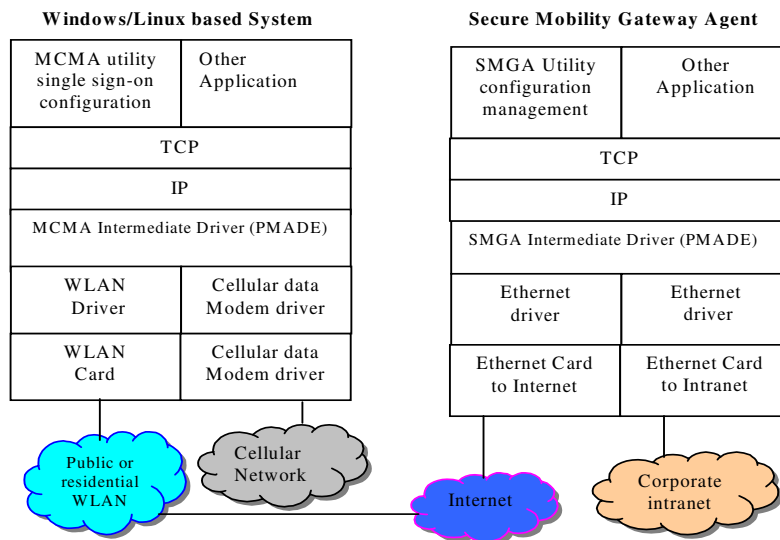 Windows/Linux based System
MCMA utility
single sign-on
configuration
Other
Application
TCP
IP
MCMA Intermediate Driver (PMADE)
WLAN
Driver
Cellular data
Modem driver
WLAN
Card
Cellular data
Modem driver
Public or
residential
WLAN
Cellular
Network
Secure Mobility Gateway Agent
SMGA Utility
configuration
management
Other
Application
TCP
IP
SMGA Intermediate Driver (PMADE)
Ethernet
driver
Ethernet
driver
Ethernet Card
to Internet
Ethernet Card
to Intranet
Internet
Corporate
intranet